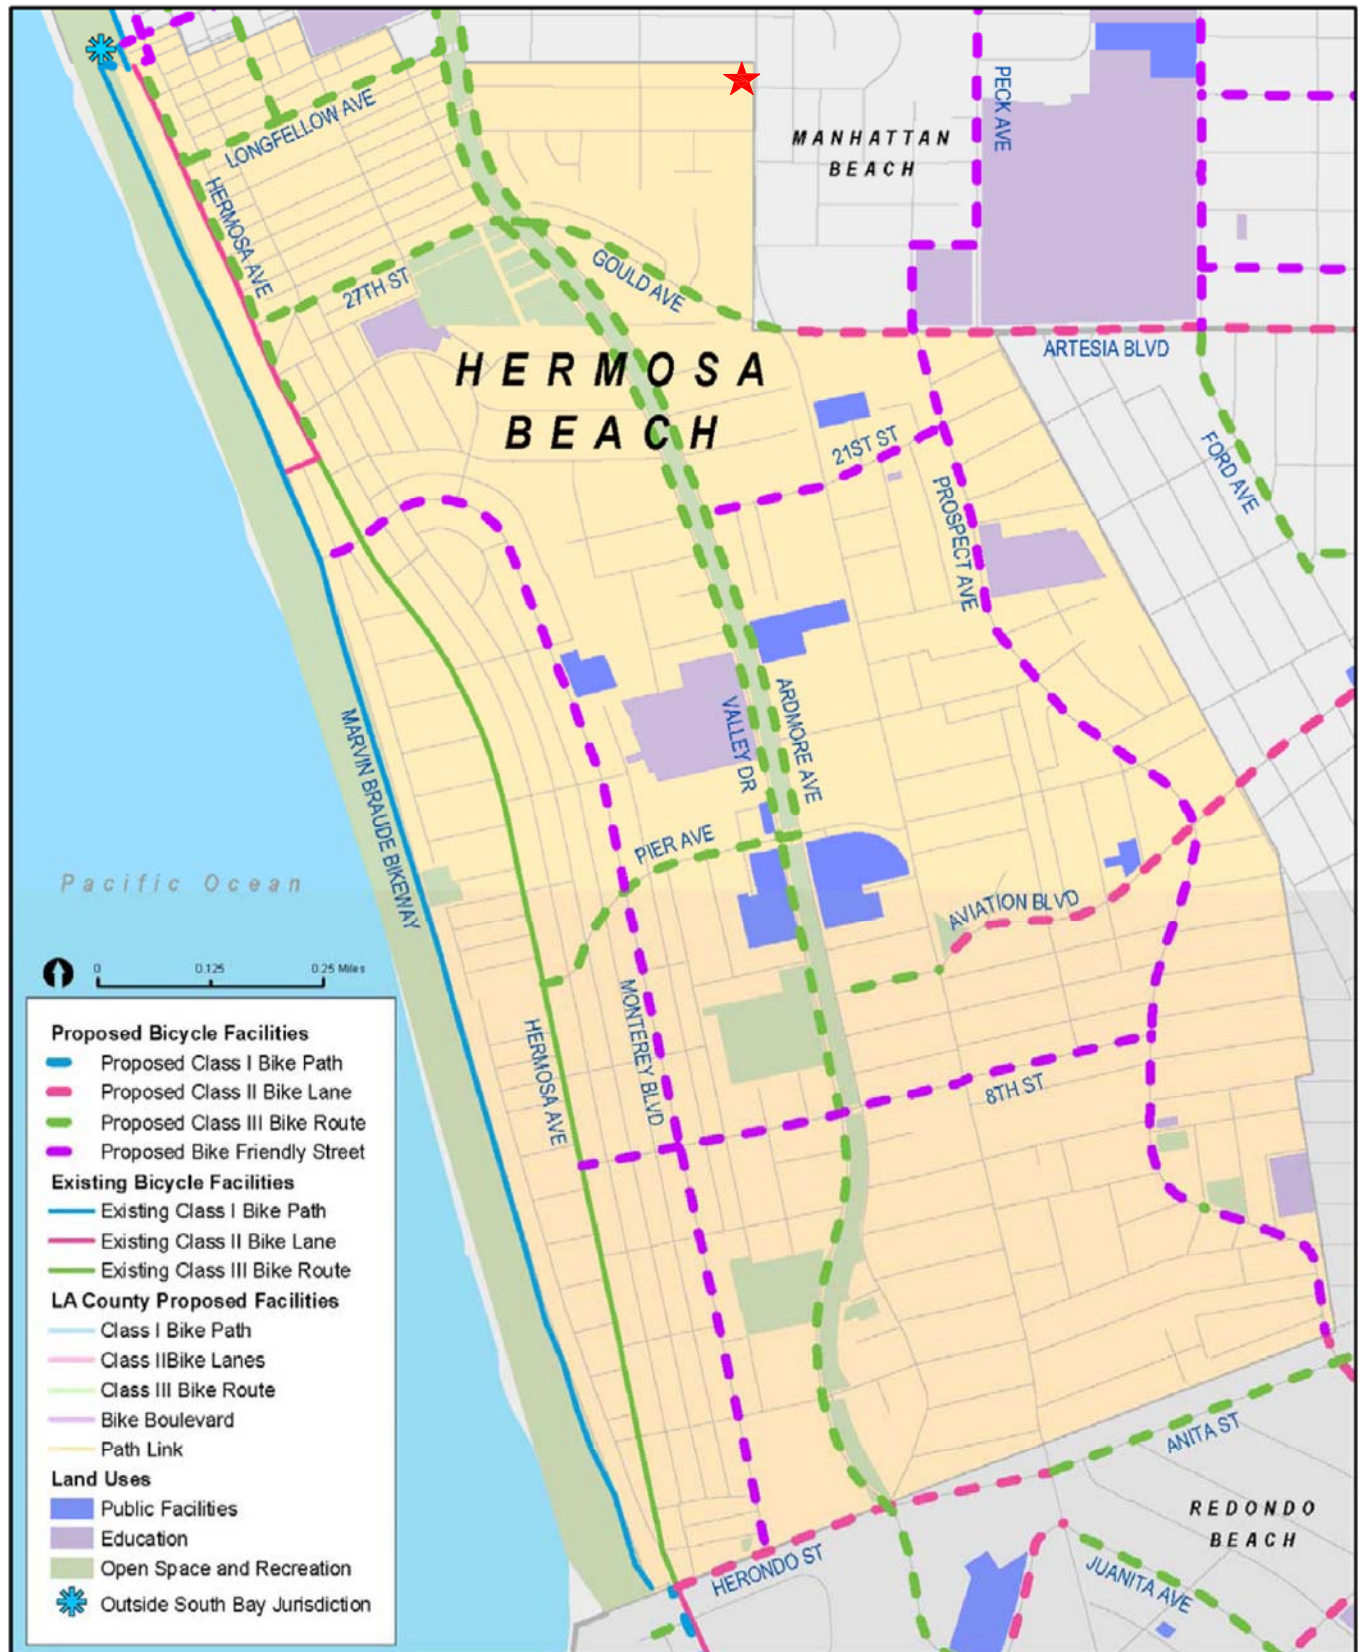 PECK AVE
MANHATTAN
BEACH
LONGFELLOW AVE
HERMOSA AVE
27TH ST
GOULD AVE
ARTESIA BLVD
HERMOSA
BEACH
21ST ST
FORD AVE
PROSPECT AVE
MARVIN BRAUDE BIKEWAY
VALLEY DR
ARDMORE AVE
PIER AVE
Pacific Ocean
AVIATION BLVD
0 0.125 0.25 Miles
HERMOSA AVE
MONTEREY BLVD
8TH ST
Proposed Bicycle Facilities
Proposed Class I Bike Path
Proposed Class II Bike Lane
Proposed Class III Bike Route
Proposed Bike Friendly Street
Existing Bicycle Facilities
Existing Class I Bike Path
Existing Class II Bike Lane
Existing Class III Bike Route
LA County Proposed Facilities
Class I Bike Path
Class IIBike Lanes
Class III Bike Route
Bike Boulevard
Path Link
Land Uses
Public Facilities
Education
Open Space and Recreation
Outside South Bay Jurisdiction
ANITA ST
REDONDO
BEACH
HERONDO ST
JUANITA AVE